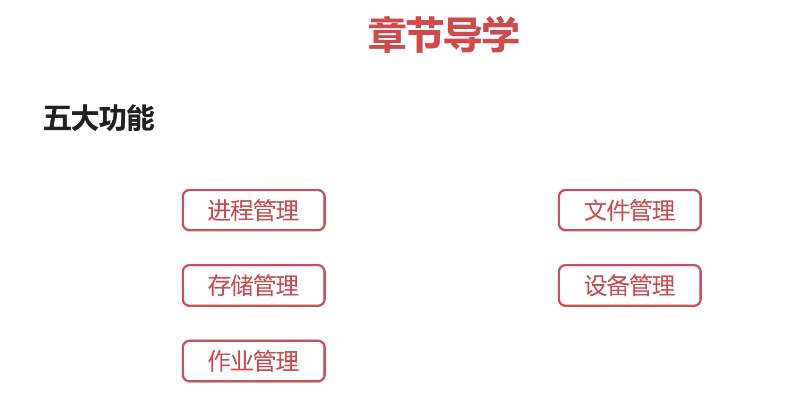 章节导学
五大功能
进程管理
文件管理
存储管理
设备管理
作业管理